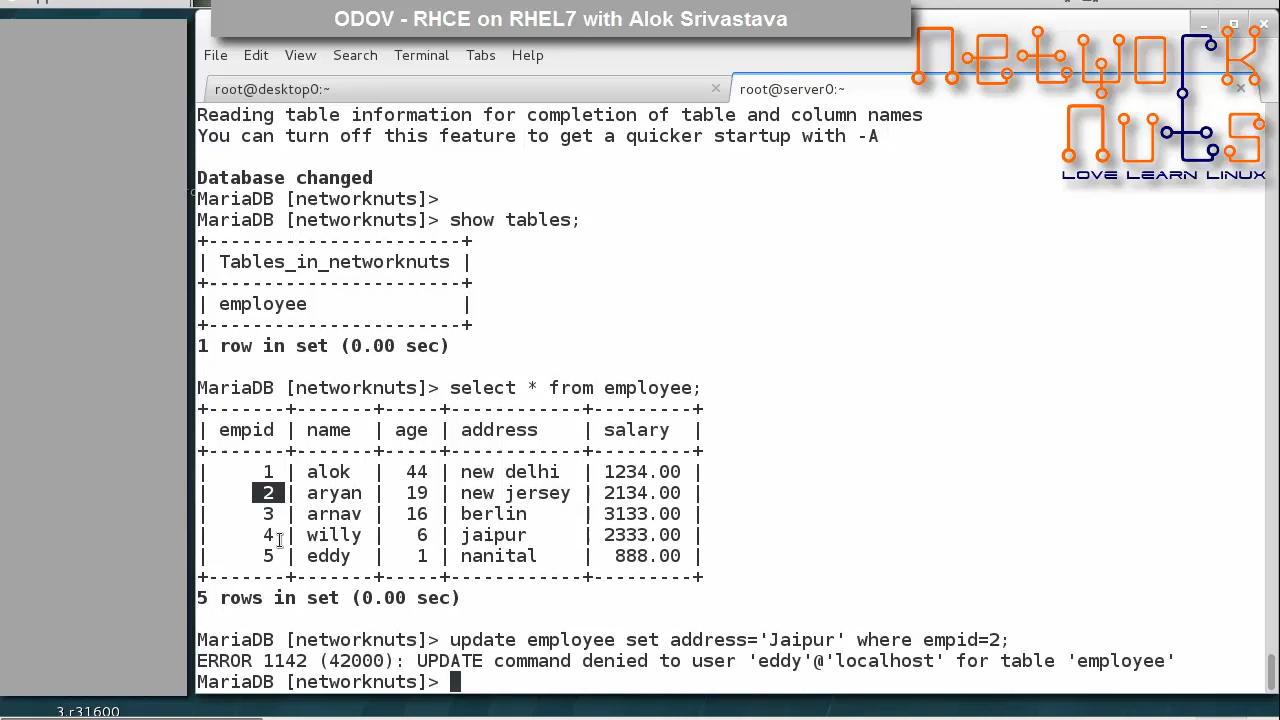 ODOV - RHCE on RHEL7 with Alok Srivastava
File Edit View Search Terminal Tabs Help
NETWORK
NUTS
LOVE LEARN LINUX
root@desktop0:~ × root@server0:~ ×
Reading table information for completion of table and column names
You can turn off this feature to get a quicker startup with -A
Database changed
MariaDB [networknuts]>
MariaDB [networknuts]> show tables;
+-----------------------+
| Tables_in_networknuts |
+-----------------------+
| employee              |
+-----------------------+
1 row in set (0.00 sec)
MariaDB [networknuts]> select * from employee;
+-------+-------+-----+------------+---------+
| empid | name  | age | address    | salary  |
+-------+-------+-----+------------+---------+
|     1 | alok  |  44 | new delhi  | 1234.00 |
|     2 | aryan |  19 | new jersey | 2134.00 |
|     3 | arnav |  16 | berlin     | 3133.00 |
|     4 | willy |   6 | jaipur     | 2333.00 |
|     5 | eddy  |   1 | nanital    |  888.00 |
+-------+-------+-----+------------+---------+
5 rows in set (0.00 sec)
MariaDB [networknuts]> update employee set address='Jaipur' where empid=2;
ERROR 1142 (42000): UPDATE command denied to user 'eddy'@'localhost' for table 'employee'
MariaDB [networknuts]>
3.r31600